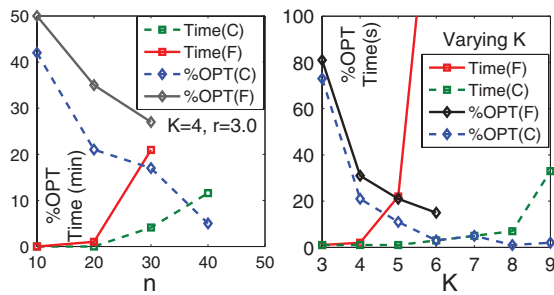 50
40
30
20
10
0
10
20
30
40
50
n
%OPT
Time (min)
Time(C)
Time(F)
%OPT(C)
%OPT(F)
K=4, r=3.0
100
80
60
40
20
0
3
4
5
6
7
8
9
K
%OPT
Time(s)
Varying K
Time(F)
Time(C)
%OPT(F)
%OPT(C)